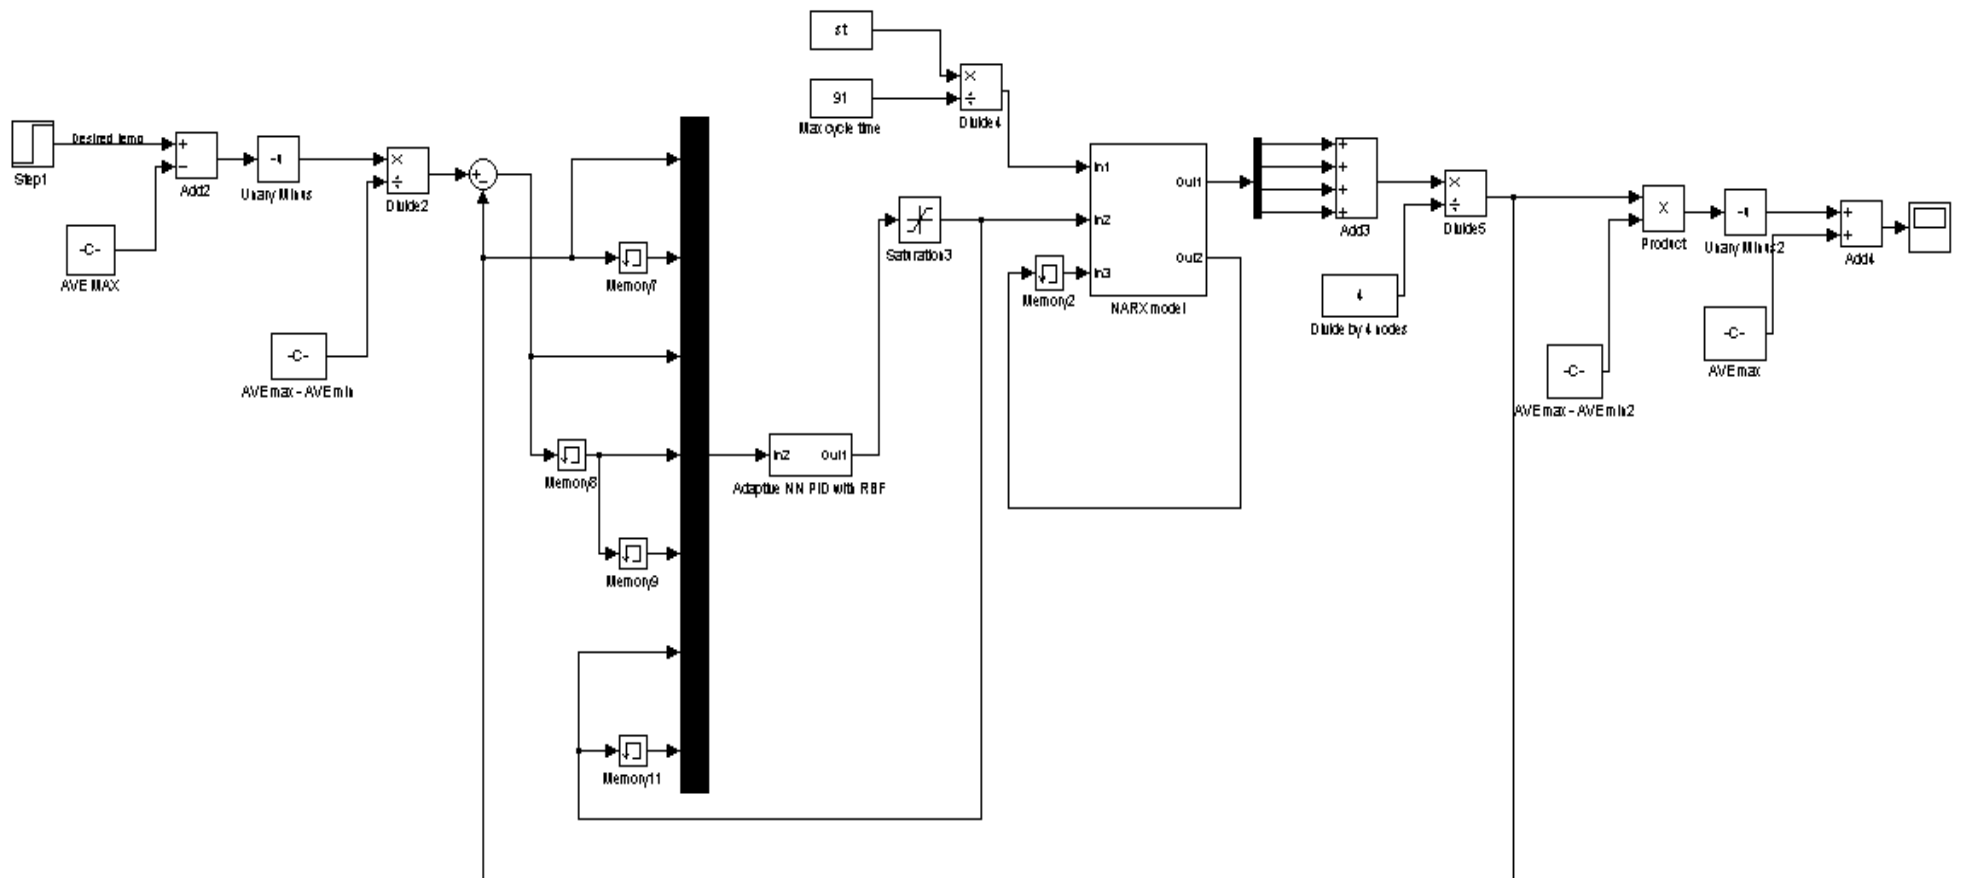 st
91
Max cycle time
×
÷
Divide4
Desired temp
Step1
+
−
Add2
-1
Unary Minus
×
÷
Divide2
+
−
-C-
AVE MAX
-C-
AVEmax - AVEmin
Memory7
Memory8
Memory9
Memory11
In2 Out1
Adaptive NN PID with RBF
Saturation3
In1
In2
In3
Out1
Out2
NARX model
Memory2
+
+
+
+
Add3
×
÷
Divide5
4
Divide by 4 nodes
×
Product
-C-
AVEmax - AVEmin2
-1
Unary Minus2
-C-
AVEmax
+
+
Add4